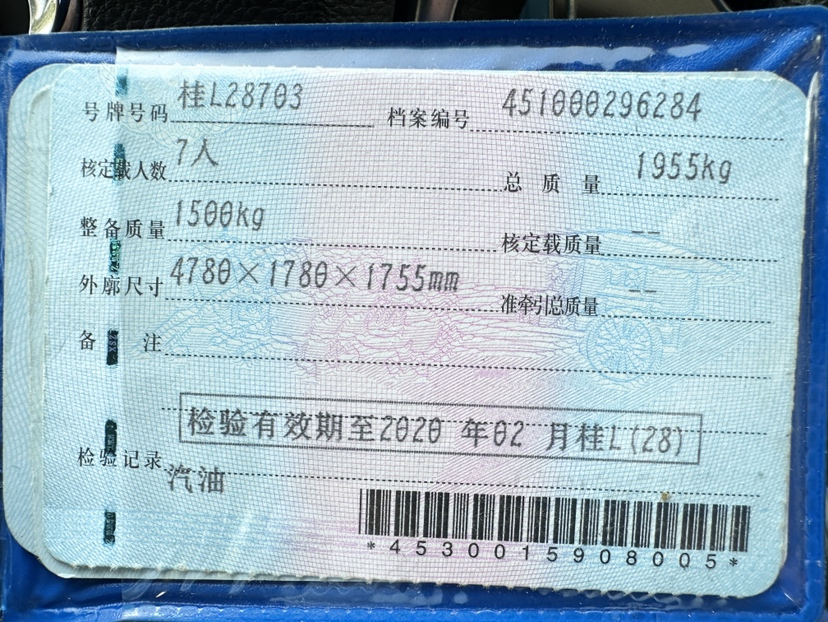 号牌号码 桂L28703 档案编号 451000296284
核定载人数 7人 总质量 1955kg
整备质量 1500kg 核定载质量 --
外廓尺寸 4780×1780×1755mm 准牵引总质量 --
备注
检验有效期至2020 年02 月桂L(28)
检验记录
汽油
*4530015908005*